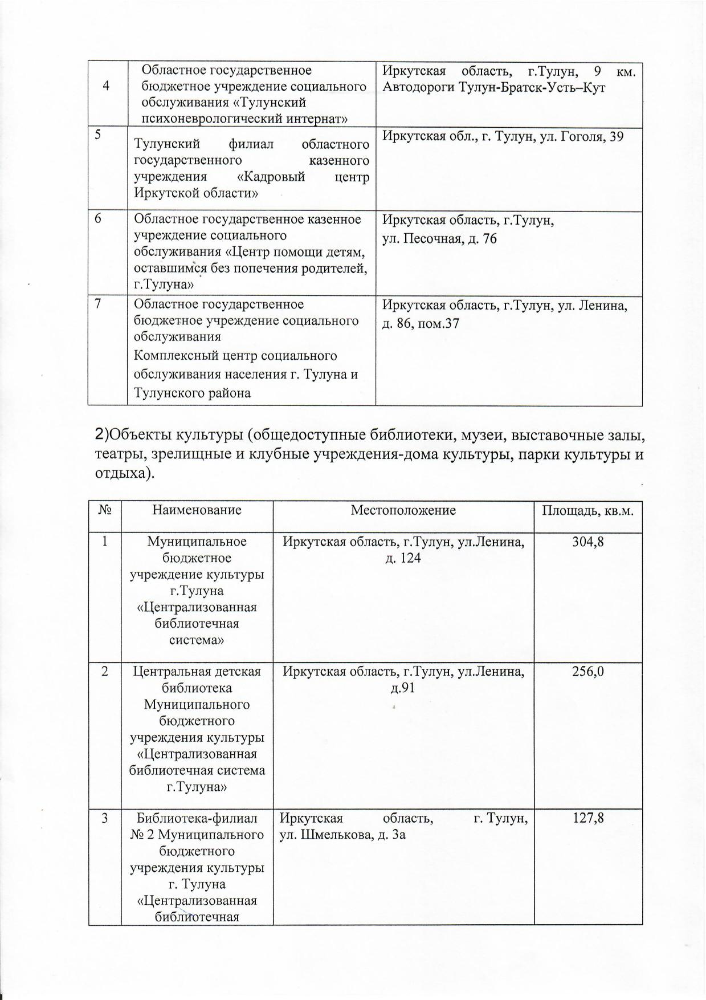 4
Областное государственное
бюджетное учреждение социального
обслуживания «Тулунский
психоневрологический интернат»
Иркутская область, г.Тулун, 9 км.
Автодороги Тулун-Братск-Усть–Кут
5
Тулунский филиал областного
государственного казенного
учреждения «Кадровый центр
Иркутской области»
Иркутская обл., г. Тулун, ул. Гоголя, 39
6
Областное государственное казенное
учреждение социального
обслуживания «Центр помощи детям,
оставшимся без попечения родителей,
г.Тулуна»
Иркутская область, г.Тулун,
ул. Песочная, д. 76
7
Областное государственное
бюджетное учреждение социального
обслуживания
Комплексный центр социального
обслуживания населения г. Тулуна и
Тулунского района
Иркутская область, г.Тулун, ул. Ленина,
д. 86, пом.37
2)Объекты культуры (общедоступные библиотеки, музеи, выставочные залы,
театры, зрелищные и клубные учреждения-дома культуры, парки культуры и
отдыха).
№ Наименование Местоположение Площадь, кв.м.
1
Муниципальное
бюджетное
учреждение культуры
г.Тулуна
«Централизованная
библиотечная
система»
Иркутская область, г.Тулун, ул.Ленина,
д. 124
304,8
2
Центральная детская
библиотека
Муниципального
бюджетного
учреждения культуры
«Централизованная
библиотечная система
г.Тулуна»
Иркутская область, г.Тулун, ул.Ленина,
д.91
256,0
3
Библиотека-филиал
№ 2 Муниципального
бюджетного
учреждения культуры
г. Тулуна
«Централизованная
библиотечная
Иркутская область, г. Тулун,
ул. Шмелькова, д. 3а
127,8